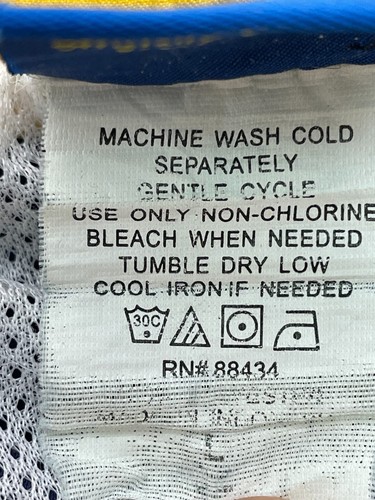 MACHINE WASH COLD
SEPARATELY
GENTLE CYCLE
USE ONLY NON-CHLORINE
BLEACH WHEN NEEDED
TUMBLE DRY LOW
COOL IRON IF NEEDED
30C
RN# 88434